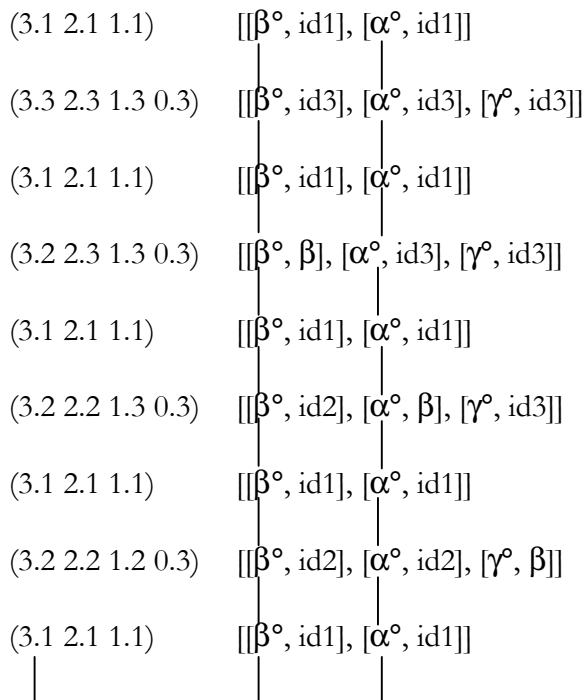 (3.1 2.1 1.1) [[β°, id1], [α°, id1]]
(3.3 2.3 1.3 0.3) [[β°, id3], [α°, id3], [γ°, id3]]
(3.1 2.1 1.1) [[β°, id1], [α°, id1]]
(3.2 2.3 1.3 0.3) [[β°, β], [α°, id3], [γ°, id3]]
(3.1 2.1 1.1) [[β°, id1], [α°, id1]]
(3.2 2.2 1.3 0.3) [[β°, id2], [α°, β], [γ°, id3]]
(3.1 2.1 1.1) [[β°, id1], [α°, id1]]
(3.2 2.2 1.2 0.3) [[β°, id2], [α°, id2], [γ°, β]]
(3.1 2.1 1.1) [[β°, id1], [α°, id1]]